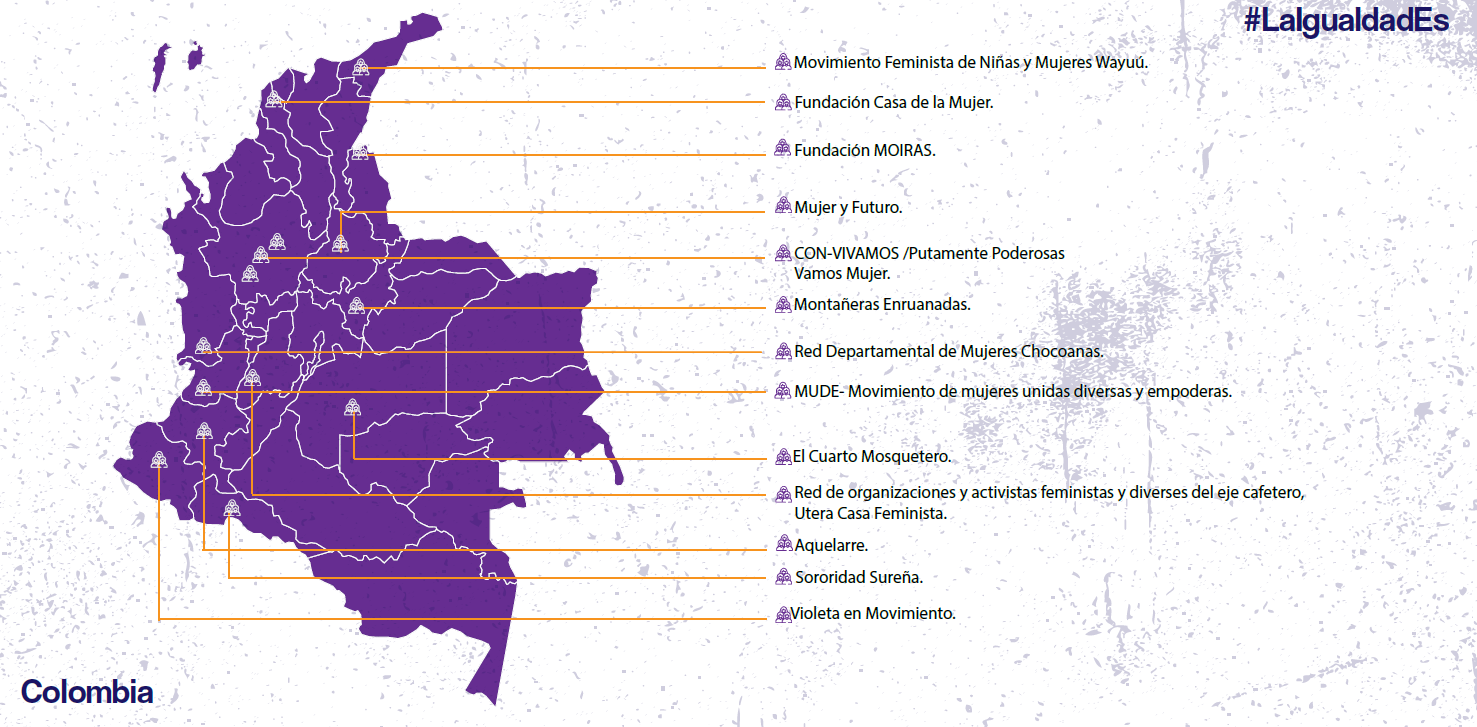 #LaIgualdadEs
Movimiento Feminista de Niñas y Mujeres Wayuú.
Fundación Casa de la Mujer.
Fundación MOIRAS.
Mujer y Futuro.
CON-VIVAMOS /Putamente Poderosas
Vamos Mujer.
Montañeras Enruanadas.
Red Departamental de Mujeres Chocoanas.
MUDE- Movimiento de mujeres unidas diversas y empoderas.
El Cuarto Mosquetero.
Red de organizaciones y activistas feministas y diverses del eje cafetero,
Utera Casa Feminista.
Aquelarre.
Sororidad Sureña.
Violeta en Movimiento.
Colombia